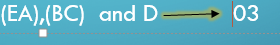 (EA),(BC) and D → 03